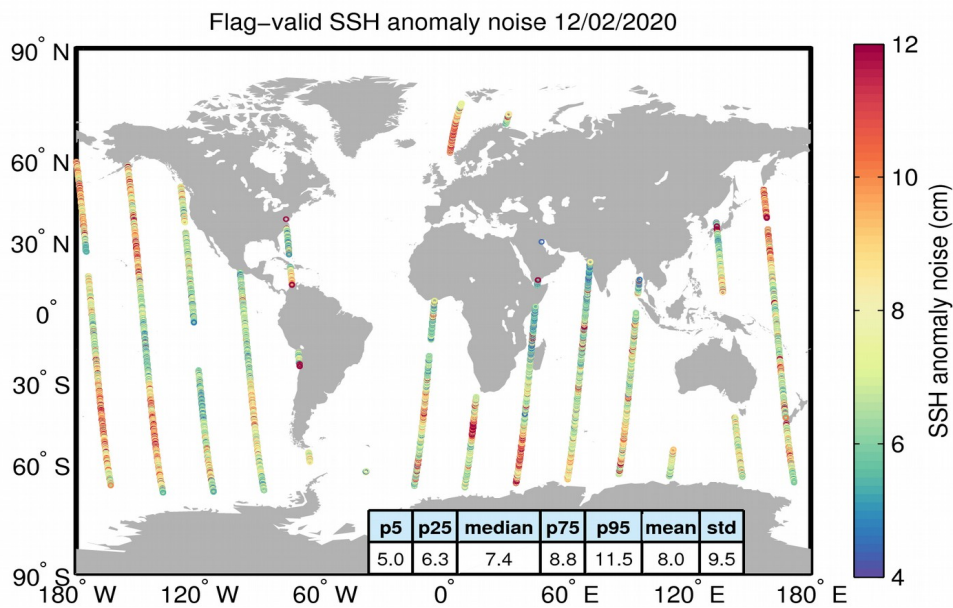 Flag−valid SSH anomaly noise 12/02/2020
90° N
60° N
30° N
0°
30° S
60° S
90° S
180° W
120° W
60° W
0°
60° E
120° E
180° E
p5 p25 median p75 p95 mean std
5.0 6.3 7.4 8.8 11.5 8.0 9.5
12
10
8
6
4
SSH anomaly noise (cm)